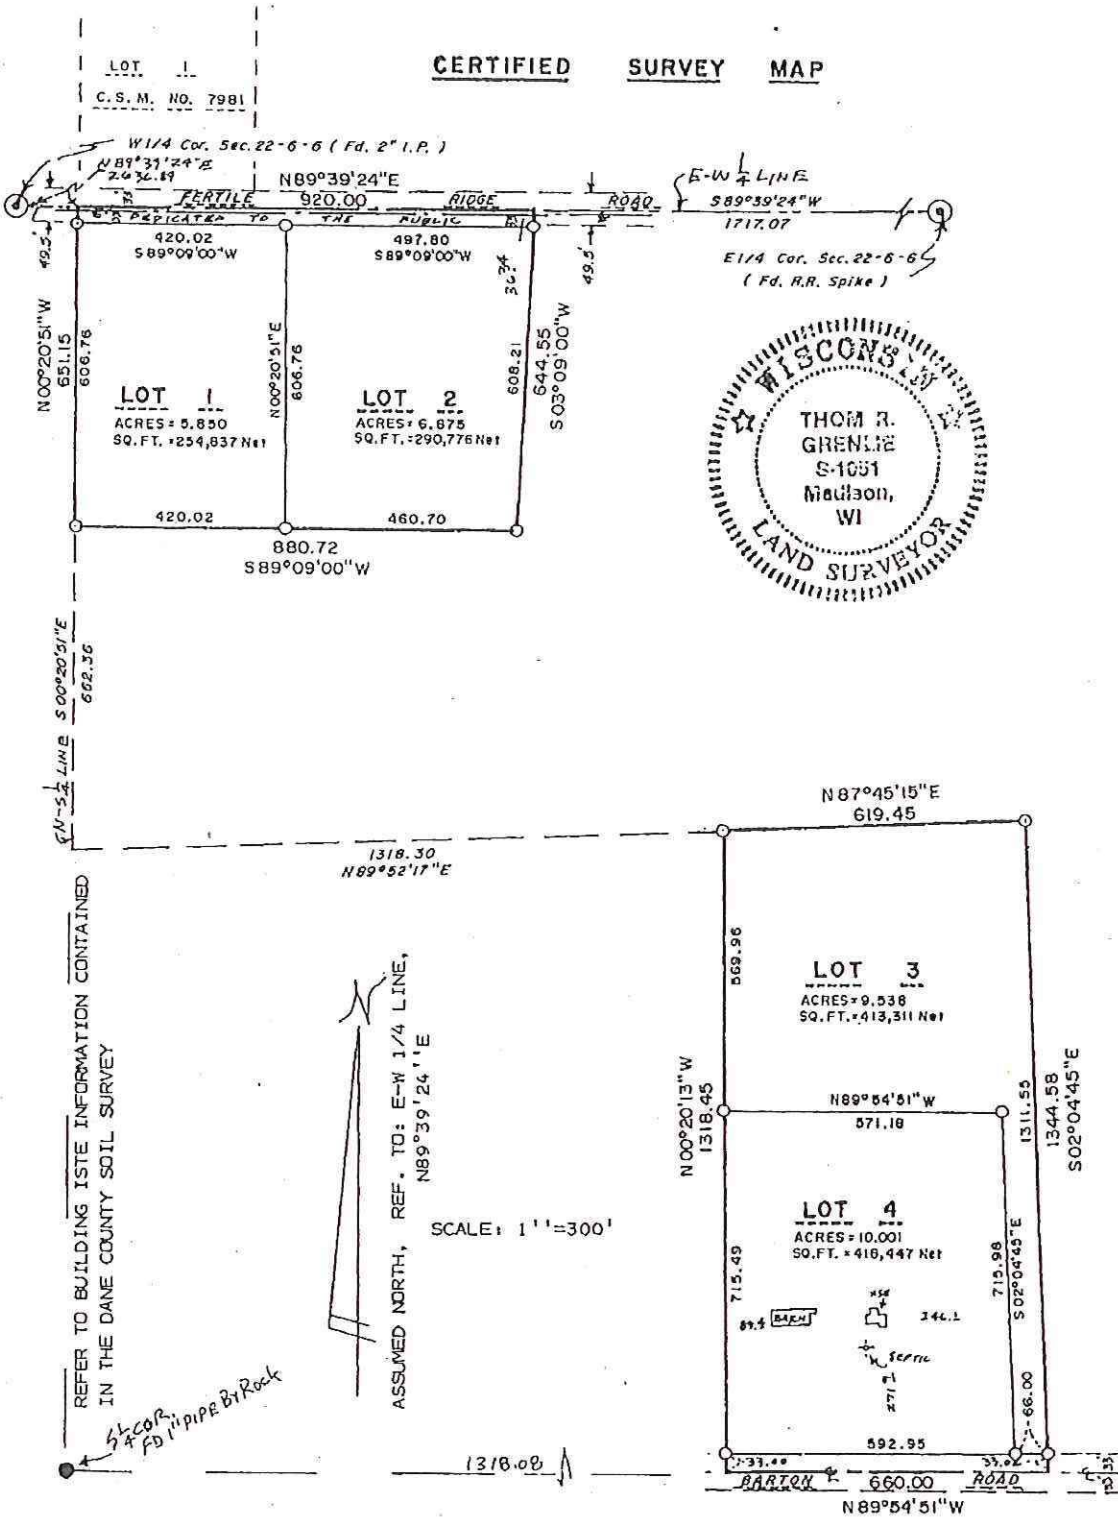 CERTIFIED SURVEY MAP
LOT 1
C.S.M. NO. 7981
W1/4 Cor. Sec. 22-6-6 ( Fd. 2" I.P. )
N89°39'24"E
2636.89
N89°39'24"E
FERTILE 920.00 RIDGE ROAD
DEDICATED TO THE PUBLIC
E-W 1/4 LINE
S89°39'24"W
1717.07
E1/4 Cor. Sec. 22-6-6
( Fd. R.R. Spike )
33'
49.5'
420.02
S89°09'00"W
497.80
S89°09'00"W
36.34
49.5'
N00°20'51"W
651.15
606.76
N00°20'51"E
606.76
608.21
644.55
S03°09'00"W
LOT 1
ACRES=5.850
SQ.FT.=254,837 Net
LOT 2
ACRES=6.675
SQ.FT.=290,776 Net
420.02
460.70
880.72
S89°09'00"W
WISCONSIN
THOM R.
GRENLIE
S-1051
Madison,
WI
LAND SURVEYOR
N-S 1/4 LINE S00°20'51"E
662.36
1318.30
N89°52'17"E
N87°45'15"E
619.45
569.96
LOT 3
ACRES=9.538
SQ.FT.=413,311 Net
N00°20'13"W
1318.45
N89°54'51"W
571.18
1311.55
1344.58
S02°04'45"E
LOT 4
ACRES=10.001
SQ.FT.=416,447 Net
715.49
715.98
S02°04'45"E
89.4
BARN
246.2
SEPTIC
66.00
592.95
33.00
BARTON 660.00 ROAD
N89°54'51"W
REFER TO BUILDING ISTE INFORMATION CONTAINED
IN THE DANE COUNTY SOIL SURVEY
N
ASSUMED NORTH, REF. TO: E-W 1/4 LINE,
N89°39'24''E
SCALE: 1''=300'
S1/4 COR.
FD 1" PIPE By Rock
1318.08